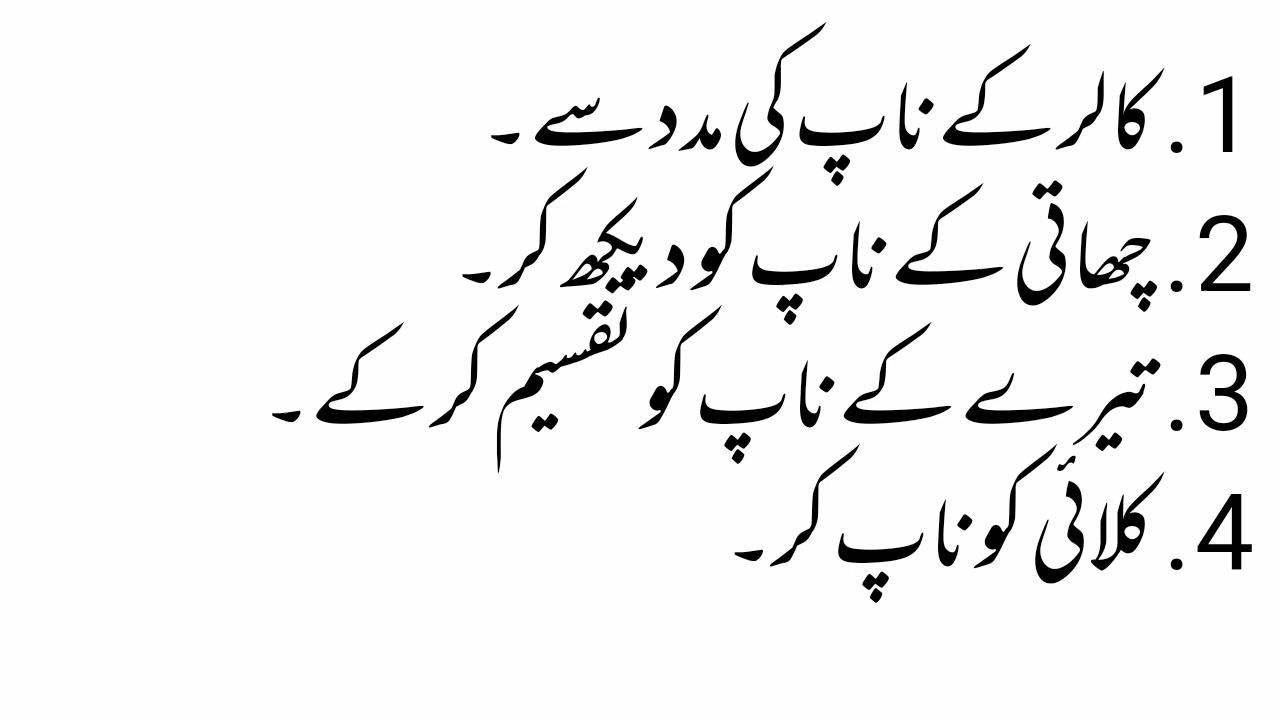 1. کالر کے ناپ کی مدد سے ۔
2. چھاتی کے ناپ کو دیکھ کر ۔
3. تیرے کے ناپ کو تقسیم کر کے ۔
4. کلائی کو ناپ کر ۔